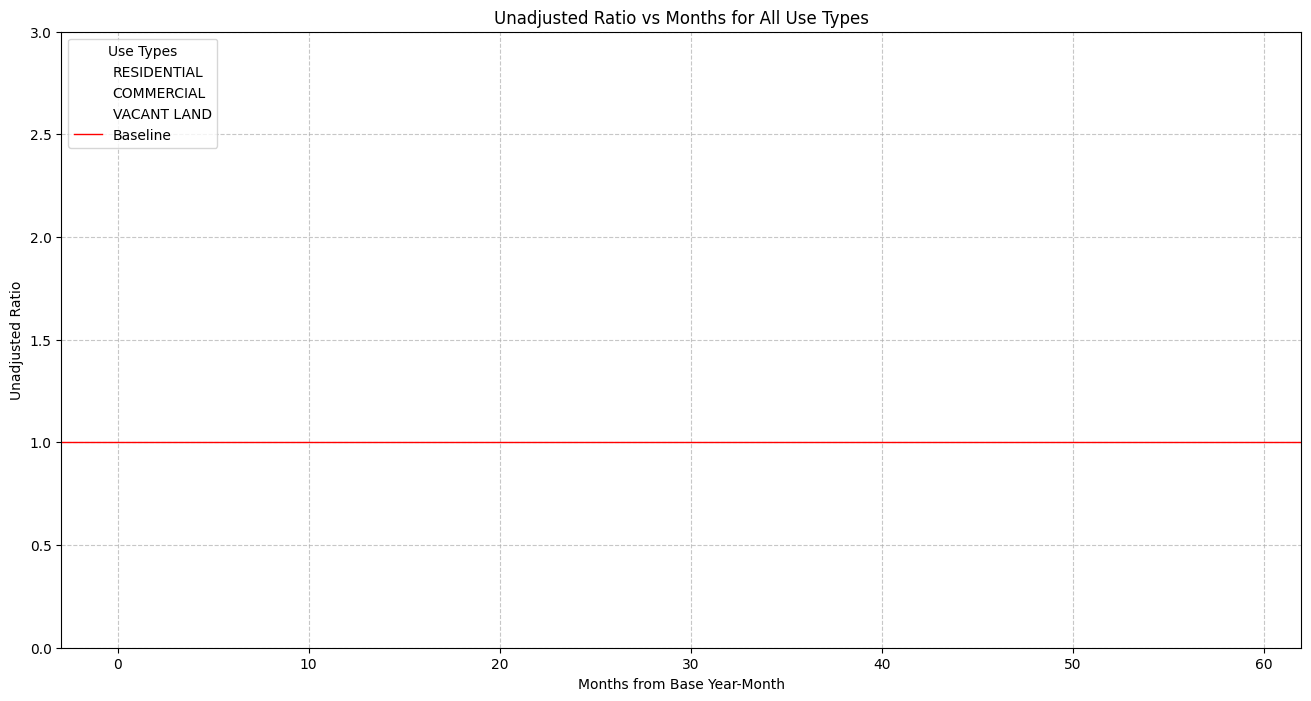 Unadjusted Ratio vs Months for All Use Types
Use Types
RESIDENTIAL
COMMERCIAL
VACANT LAND
Baseline
Unadjusted Ratio
3.0
2.5
2.0
1.5
1.0
0.5
0.0
0 10 20 30 40 50 60
Months from Base Year-Month